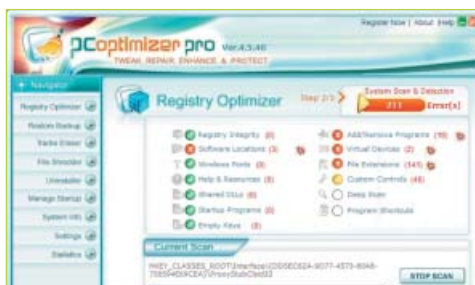 Register Now | About Help
PCoptimizer pro Ver.4.5.40
TWEAK REPAIR ENHANCE & PROTECT
Navigator
Registry Optimizer
Restore Backup
Tracks Eraser
File Shredder
Uninstaller
Manage Startup
System Info
Settings
Statistics
Registry Optimizer
Step 2/3
System Scan & Detection
211 Error(s)
Registry Integrity (0)
Software Locations (3)
Windows Fonts (0)
Help & Resources (0)
Shared DLLs (0)
Startup Programs (0)
Empty Keys
Add/Remove Programs (19)
Virtual Devices (2)
File Extensions (141)
Custom Controls (46)
Deep Scan
Program Shortcuts
Current Scan
HKEY_CLASSES_ROOT\Interface\
STOP SCAN